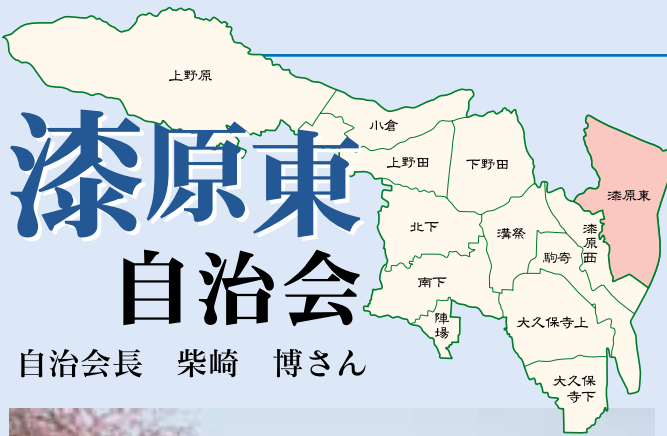 上野原
小倉
上野田
下野田
漆原東
漆原東
漆原西
北下
溝祭
駒寄
南下
陣場
大久保寺上
大久保
寺下
自治会
自治会長　柴崎　博さん